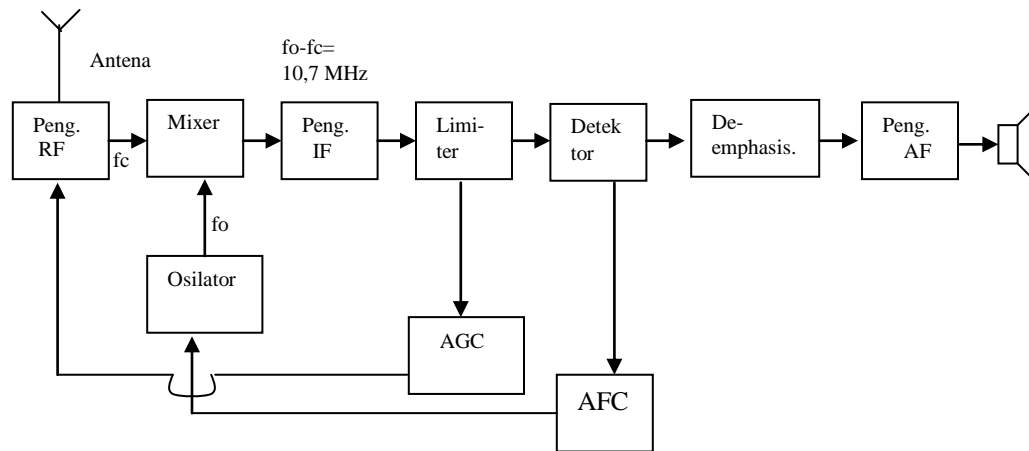 Antena
fo-fc=
10,7 MHz
Peng.
RF
fc
Mixer
Peng.
IF
Limi-
ter
Detek
tor
De-
emphasis.
Peng.
AF
fo
Osilator
AGC
AFC